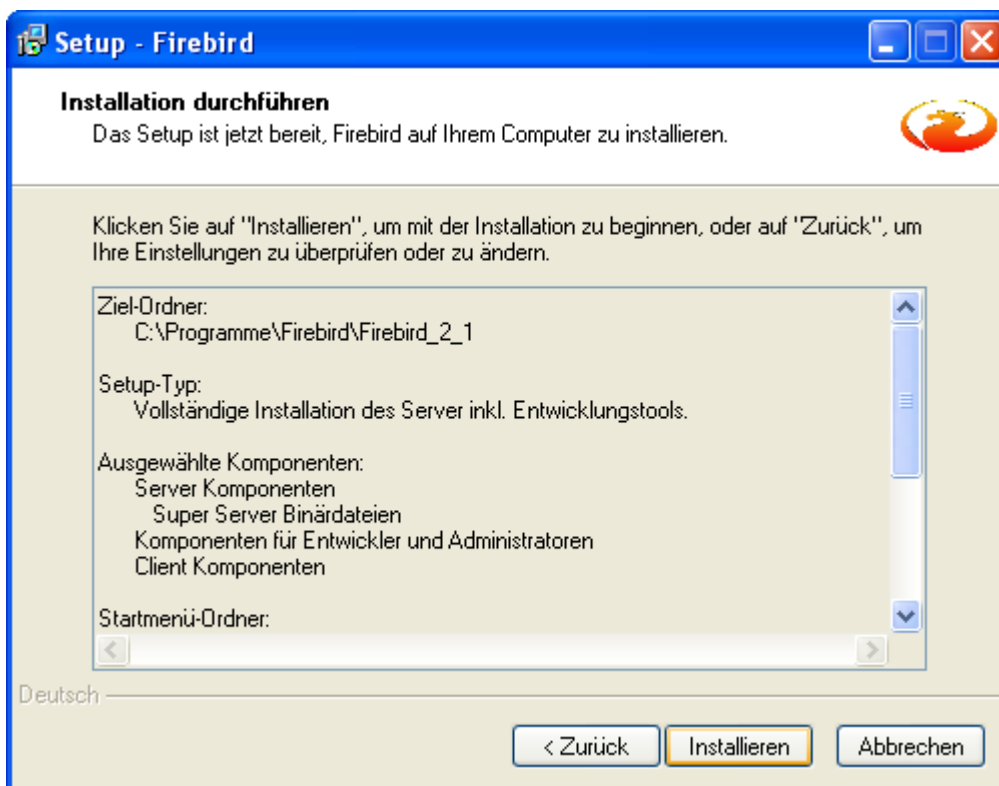 Setup - Firebird
Installation durchführen
Das Setup ist jetzt bereit, Firebird auf Ihrem Computer zu installieren.
Klicken Sie auf "Installieren", um mit der Installation zu beginnen, oder auf "Zurück", um
Ihre Einstellungen zu überprüfen oder zu ändern.
Ziel-Ordner:
C:\Programme\Firebird\Firebird_2_1
Setup-Typ:
Vollständige Installation des Server inkl. Entwicklungstools.
Ausgewählte Komponenten:
Server Komponenten
Super Server Binärdateien
Komponenten für Entwickler und Administratoren
Client Komponenten
Startmenü-Ordner:
Deutsch
< Zurück
Installieren
Abbrechen